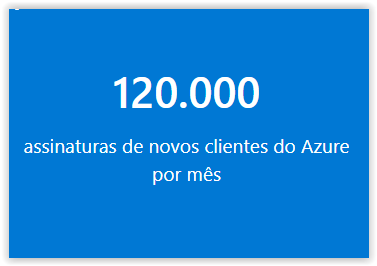 120.000
assinaturas de novos clientes do Azure
por mês